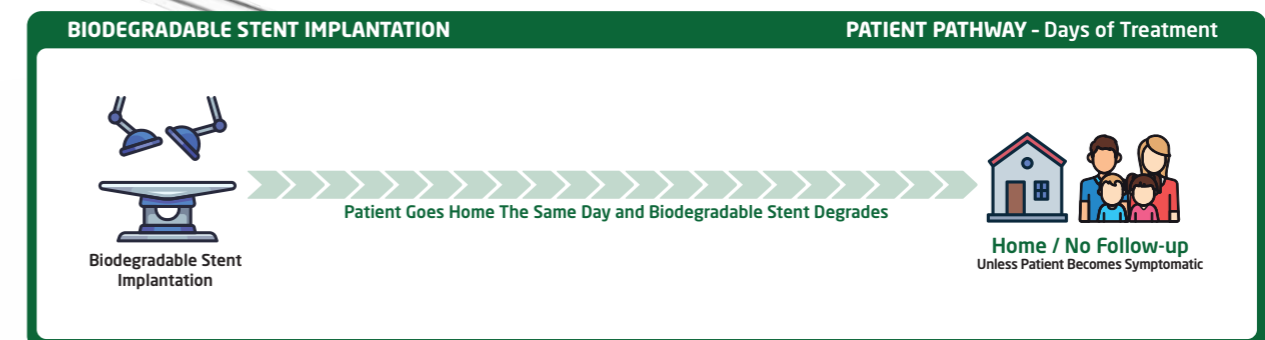 BIODEGRADABLE STENT IMPLANTATION
PATIENT PATHWAY – Days of Treatment
Patient Goes Home The Same Day and Biodegradable Stent Degrades
Biodegradable Stent
Implantation
Home / No Follow-up
Unless Patient Becomes Symptomatic